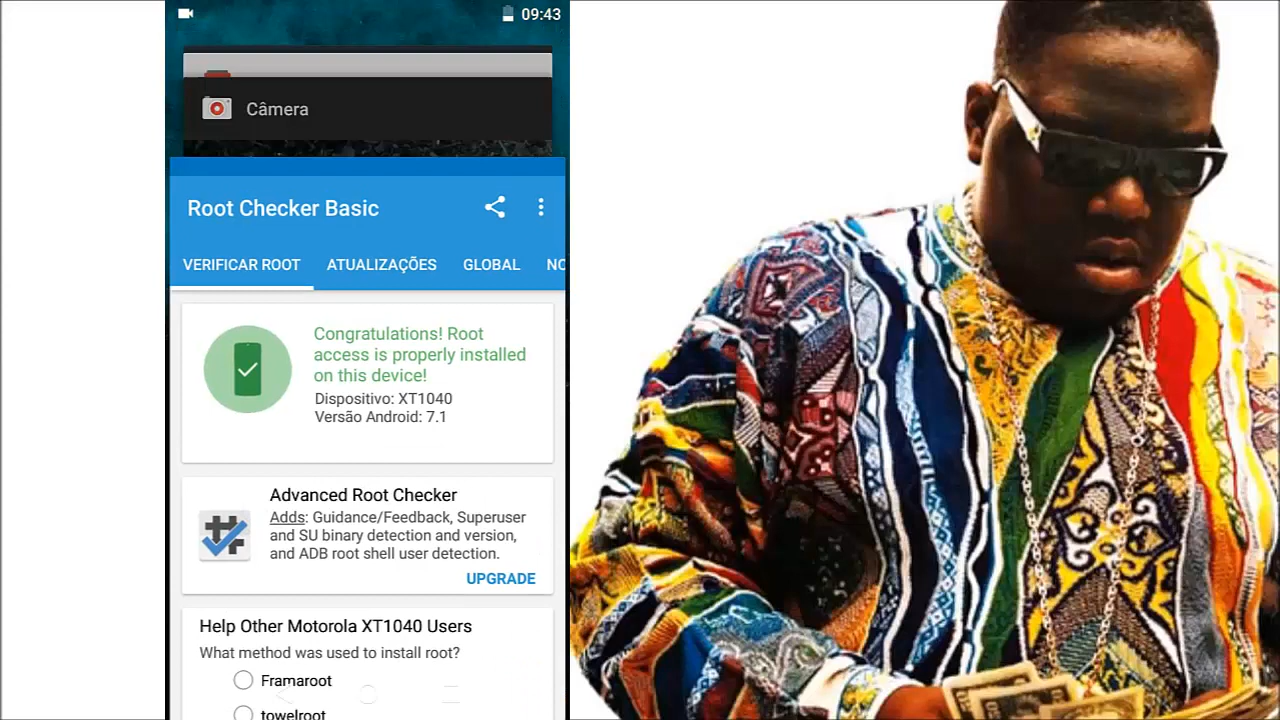 09:43
Câmera
Root Checker Basic
VERIFICAR ROOT ATUALIZAÇÕES GLOBAL NO
Congratulations! Root
access is properly installed
on this device!
Dispositivo: XT1040
Versão Android: 7.1
Advanced Root Checker
Adds: Guidance/Feedback, Superuser
and SU binary detection and version,
and ADB root shell user detection.
UPGRADE
Help Other Motorola XT1040 Users
What method was used to install root?
Framaroot
towelroot